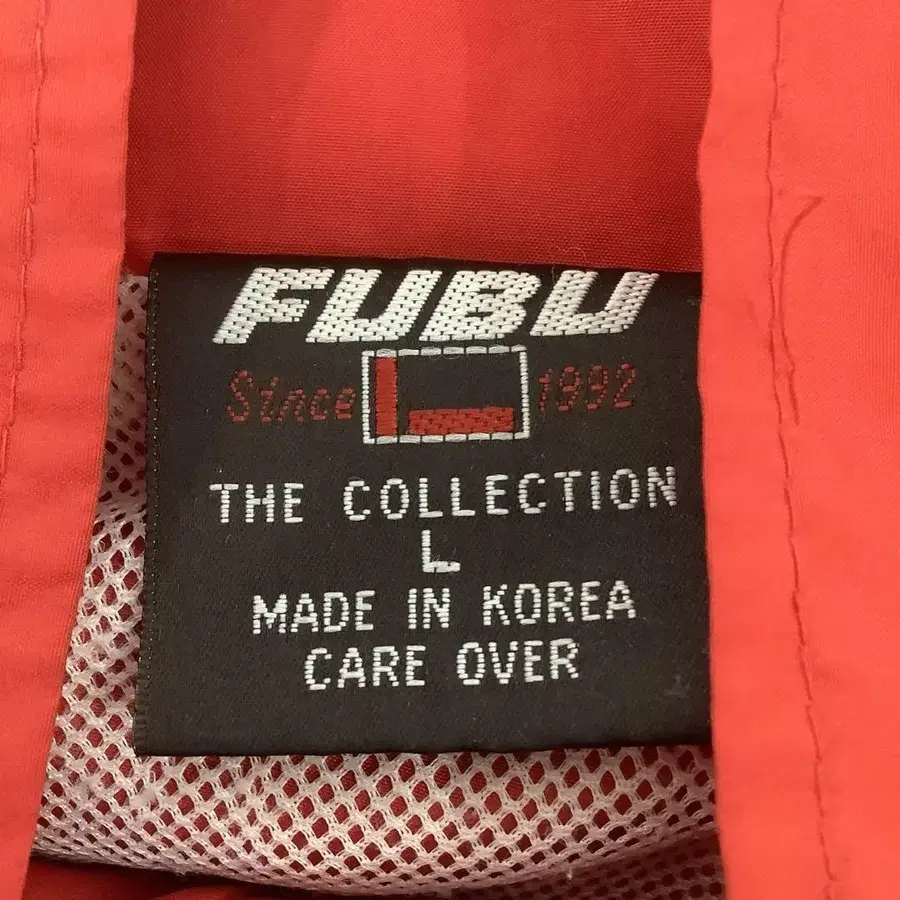 FUBU
Since 1992
THE COLLECTION
L
MADE IN KOREA
CARE OVER